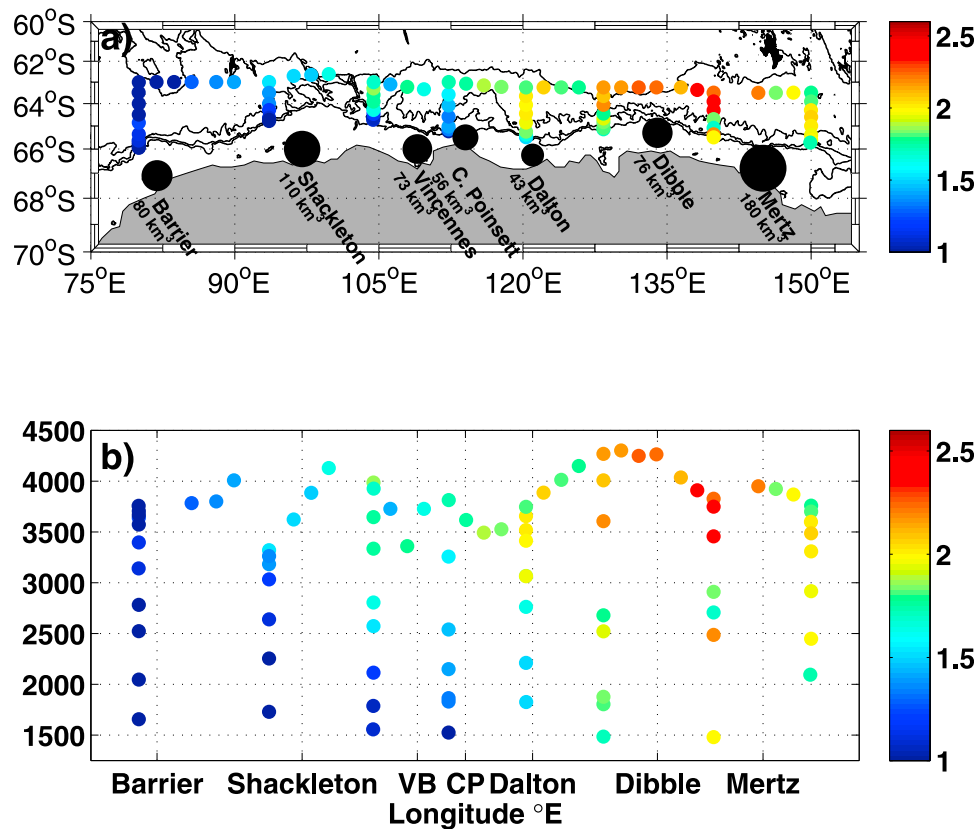 60°S
62°S
64°S
66°S
68°S
70°S
a)
Barrier
80 km3
Shackleton
110 km3
Vincennes
73 km3
C. Poinsett
56 km3
Dalton
43 km3
Dibble
76 km3
Mertz
180 km3
75°E 90°E 105°E 120°E 135°E 150°E
2.5
2
1.5
1
b)
4500
4000
3500
3000
2500
2000
1500
Barrier Shackleton VB CP Dalton Dibble Mertz
Longitude °E
2.5
2
1.5
1